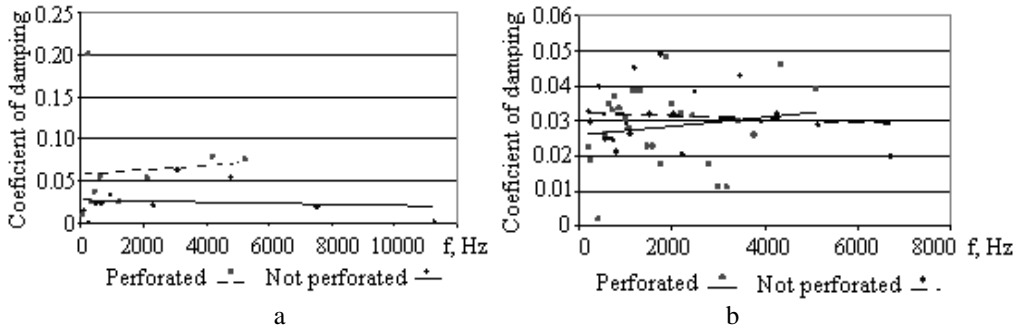 Coefficient of damping
0.25
0.20
0.15
0.10
0.05
0
0 2000 4000 6000 8000 10000 f, Hz
Perforated Not perforated
a
Coefficient of damping
0.06
0.05
0.04
0.03
0.02
0.01
0
0 2000 4000 6000 8000 f, Hz
Perforated Not perforated
b